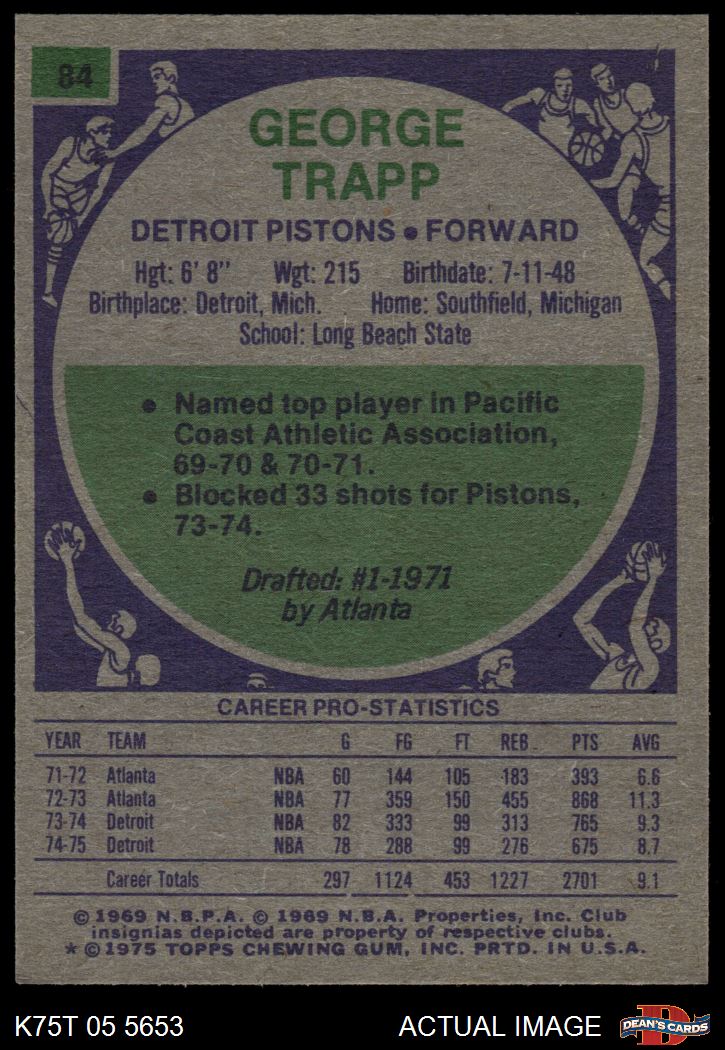 84
GEORGE
TRAPP
DETROIT PISTONS • FORWARD
Hgt: 6' 8" Wgt: 215 Birthdate: 7-11-48
Birthplace: Detroit, Mich. Home: Southfield, Michigan
School: Long Beach State
• Named top player in Pacific
Coast Athletic Association,
69-70 & 70-71.
• Blocked 33 shots for Pistons,
73-74.
Drafted: #1-1971
by Atlanta
CAREER PRO-STATISTICS
YEAR TEAM G FG FT REB. PTS AVG
71-72 Atlanta NBA 60 144 105 183 393 6.6
72-73 Atlanta NBA 77 359 150 455 868 11.3
73-74 Detroit NBA 82 333 99 313 765 9.3
74-75 Detroit NBA 78 288 99 276 675 8.7
Career Totals 297 1124 453 1227 2701 9.1
© 1969 N.B.P.A. © 1969 N.B.A. Properties, Inc. Club
insignias depicted are property of respective clubs.
* © 1975 TOPPS CHEWING GUM, INC. PRTD. IN U.S.A.
K75T 05 5653 ACTUAL IMAGE DEAN'S CARDS